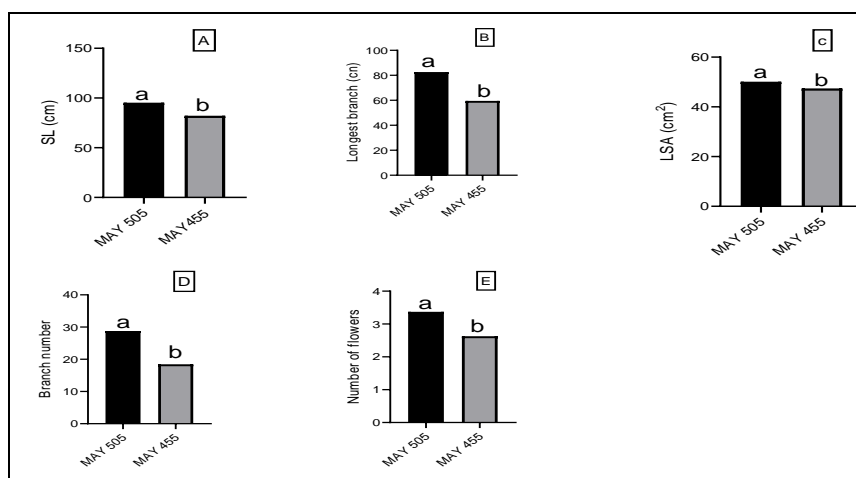 A
SL (cm)
150
100
50
0
a
b
MAY 505
MAY455
B
Longest branch (cn)
100
80
60
40
20
0
a
b
MAY 505
MAY 455
c
LSA (cm²)
60
40
20
0
a
b
MAY 505
MAY 455
D
Branch number
40
30
20
10
0
a
b
MAY 505
MAY 455
E
Number of flowers
4
3
2
1
0
a
b
MAY 505
MAY 455